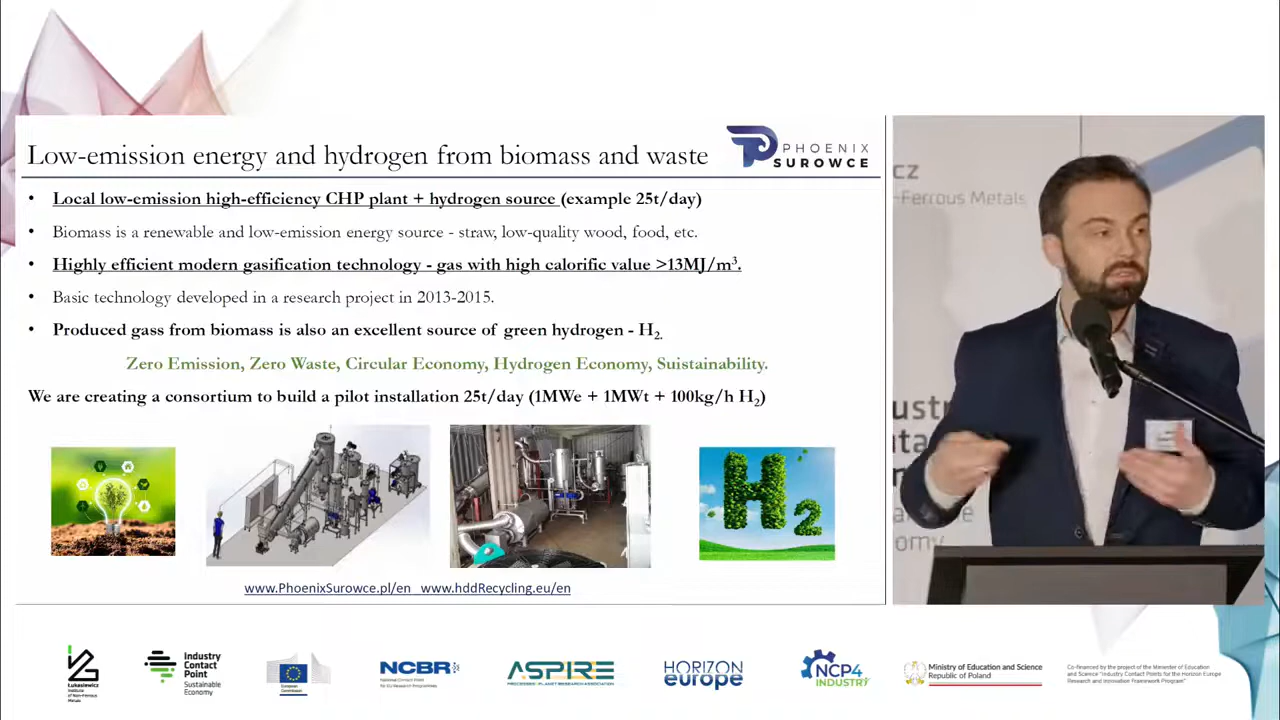 Low-emission energy and hydrogen from biomass and waste
PHOENIX
SUROWCE
• Local low-emission high-efficiency CHP plant + hydrogen source (example 25t/day)
• Biomass is a renewable and low-emission energy source - straw, low-quality wood, food, etc.
• Highly efficient modern gasification technology - gas with high calorific value >13MJ/m³.
• Basic technology developed in a research project in 2013-2015.
• Produced gass from biomass is also an excellent source of green hydrogen - H₂.
Zero Emission, Zero Waste, Circular Economy, Hydrogen Economy, Suistainability.
We are creating a consortium to build a pilot installation 25t/day (1MWe + 1MWt + 100kg/h H₂)
H₂
www.PhoenixSurowce.pl/en www.hddRecycling.eu/en
cz
-Ferrous Metals
Łukasiewicz
Institute
of Non-Ferrous
Metals
Industry
Contact
Point
Sustainable
Economy
European
Commission
NCBR
National Contact Point
for EU Research Programmes
ASPIRE
PROCESSES4PLANET RESEARCH ASSOCIATION
HORIZON
europe
NCP4
INDUSTRY
Ministry of Education and Science
Republic of Poland
Co-financed by the project of the Minister of Education
and Science "Industry Contact Points for the Horizon Europe
Research and Innovation Framework Program"